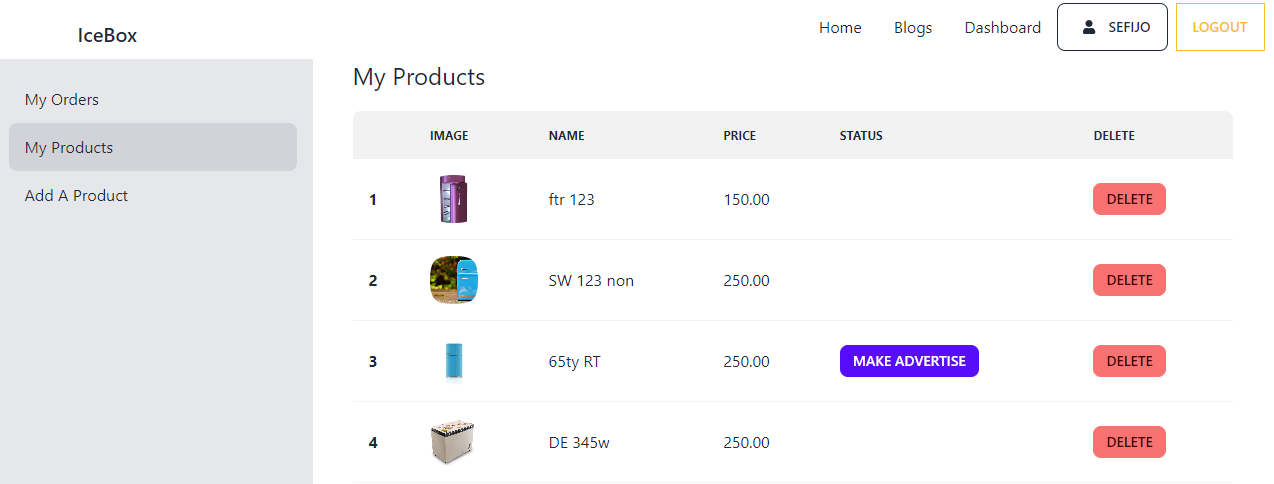 IceBox
Home Blogs Dashboard SEFIJO LOGOUT
My Orders
My Products
Add A Product
My Products
IMAGE NAME PRICE STATUS DELETE
1 ftr 123 150.00 DELETE
2 SW 123 non 250.00 DELETE
3 65ty RT 250.00 MAKE ADVERTISE DELETE
4 DE 345w 250.00 DELETE